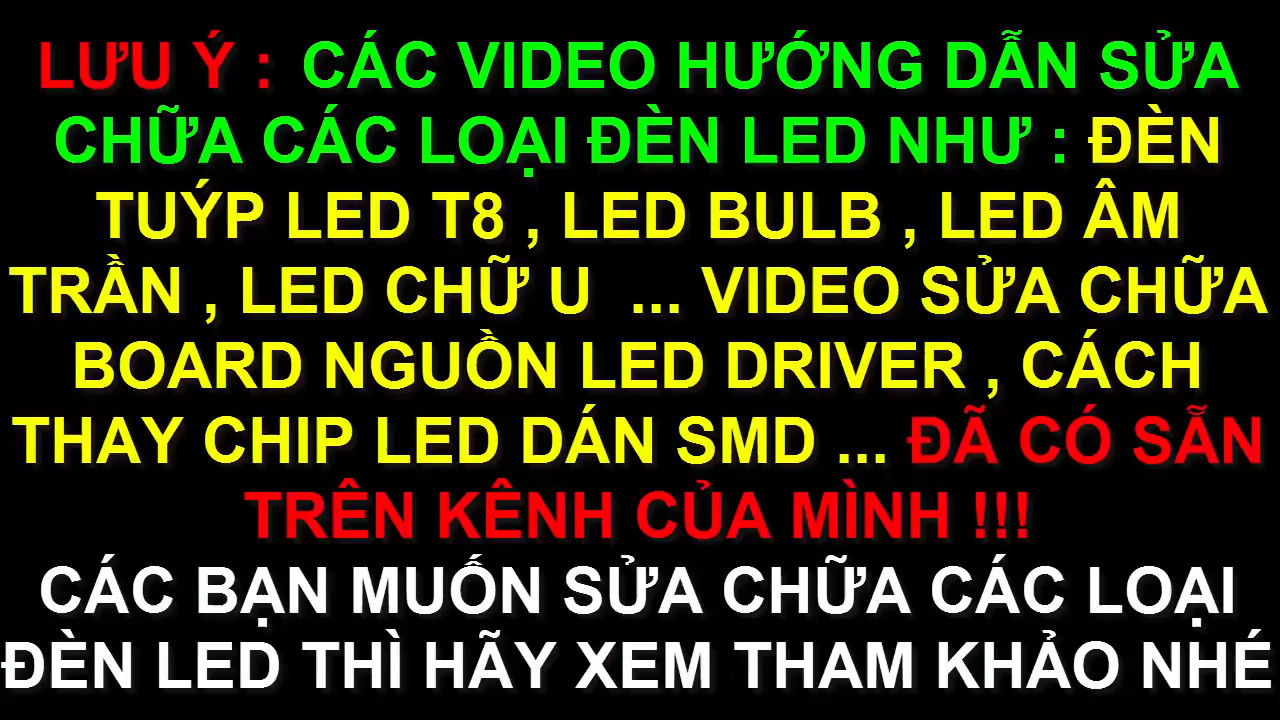 LƯU Ý : CÁC VIDEO HƯỚNG DẪN SỬA
CHỮA CÁC LOẠI ĐÈN LED NHƯ : ĐÈN
TUÝP LED T8 , LED BULB , LED ÂM
TRẦN , LED CHỮ U ... VIDEO SỬA CHỮA
BOARD NGUỒN LED DRIVER , CÁCH
THAY CHIP LED DÁN SMD ... ĐÃ CÓ SẴN
TRÊN KÊNH CỦA MÌNH !!!
CÁC BẠN MUỐN SỬA CHỮA CÁC LOẠI
ĐÈN LED THÌ HÃY XEM THAM KHẢO NHÉ